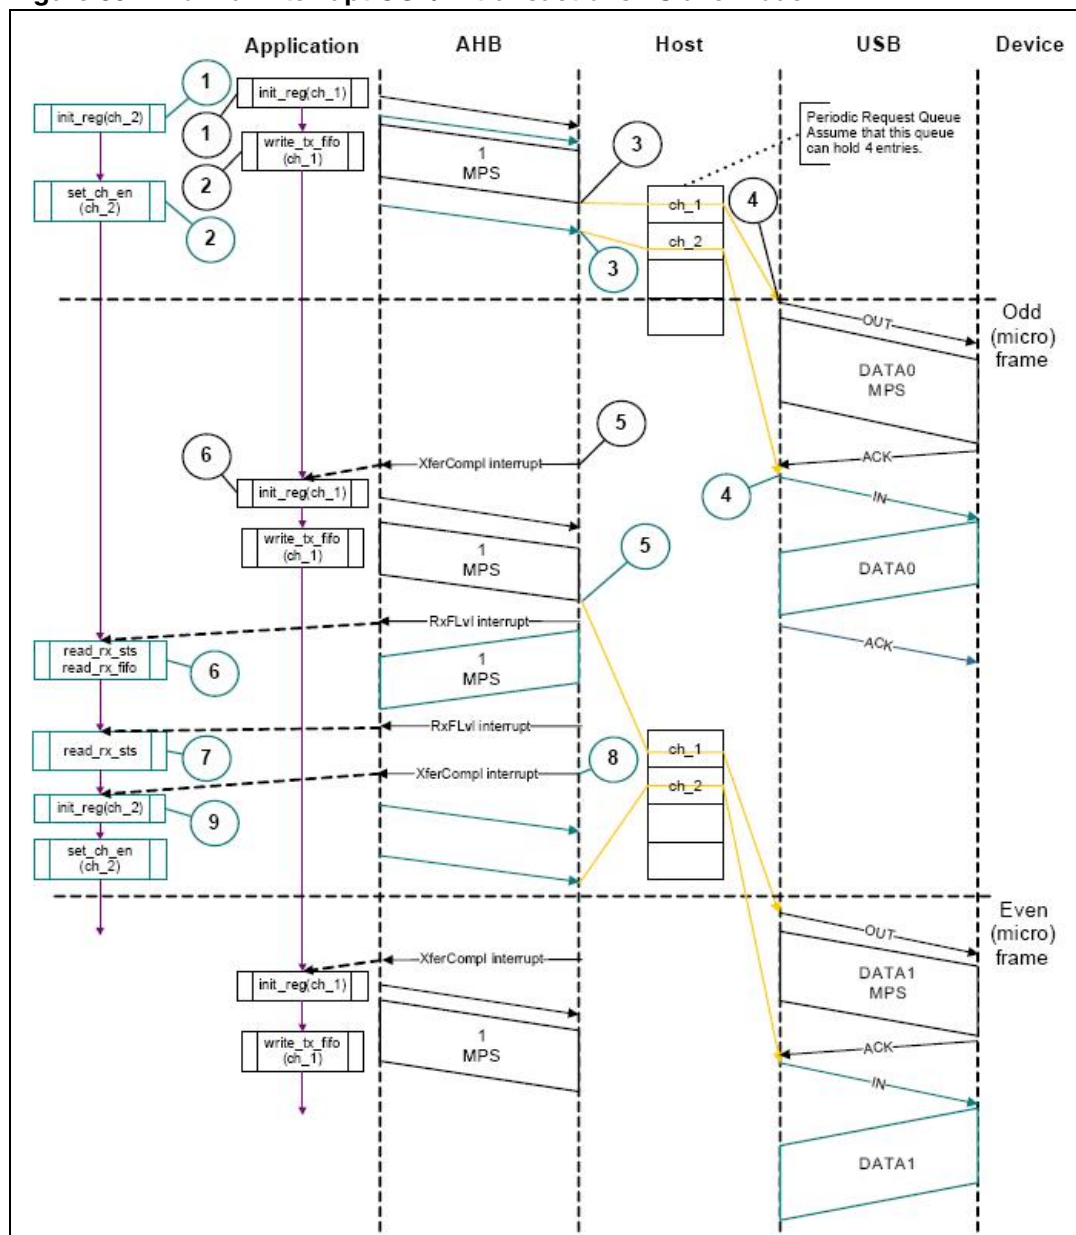 Application
AHB
Host
USB
Device
1
init_reg(ch_1)
init_reg(ch_2)
1
Periodic Request Queue
Assume that this queue
can hold 4 entries.
write_tx_fifo
(ch_1)
1
MPS
3
2
4
set_ch_en
(ch_2)
ch_1
2
ch_2
3
Odd
(micro)
frame
OUT
DATA0
MPS
5
ACK
6
XferCompl interrupt
init_reg(ch_1)
4
IN
write_tx_fifo
(ch_1)
1
MPS
5
DATA0
RxFLvl interrupt
ACK
read_rx_sts
read_rx_fifo
6
1
MPS
RxFLvl interrupt
read_rx_sts
7
ch_1
8
XferCompl interrupt
ch_2
init_reg(ch_2)
9
set_ch_en
(ch_2)
Even
(micro)
frame
OUT
XferCompl interrupt
DATA1
MPS
init_reg(ch_1)
write_tx_fifo
(ch_1)
1
MPS
ACK
IN
DATA1